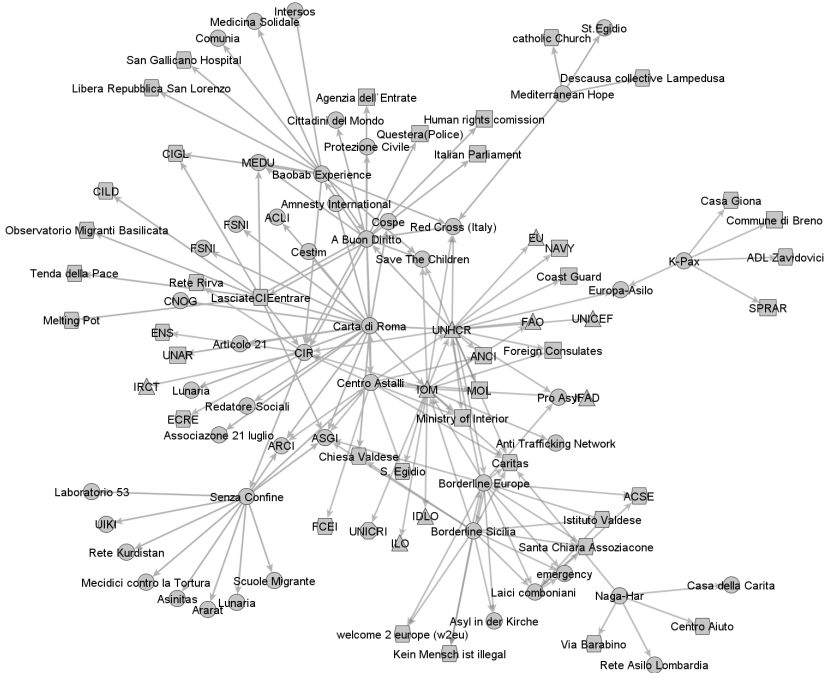 Intersos
Medicina Solidale
Comunia
St.Egidio
catholic Church
San Gallicano Hospital
Descausa collective Lampedusa
Libera Repubblica San Lorenzo
Mediterranean Hope
Agenzia dell`Entrate
Cittadini del Mondo
Human rights comission
Questera(Police)
Protezione Civile
CIGL
MEDU
Italian Parliament
Baobab Experience
CILD
Amnesty International
Casa Giona
ACLI
Cospe
Red Cross (Italy)
Commune di Breno
FSNI
Observatorio Migranti Basilicata
A Buon Diritto
EU
NAVY
FSNI
Cestim
Save The Children
K-Pax
ADL Zavidovici
Tenda della Pace
Rete Rirva
Coast Guard
Europa-Asilo
CNOG
LasciateCIEentrare
SPRAR
Melting Pot
Carta di Roma
UNHCR
FAO
UNICEF
ENS
Articolo 21
UNAR
CIR
ANCI
Foreign Consulates
IRCT
Lunaria
Centro Astalli
IOM
MOL
Pro Asyl
IFAD
ECRE
Redatore Sociali
Ministry of Interior
Associazone 21 luglio
ASGI
ARCI
Anti Trafficking Network
Chiesa Valdese
S. Egidio
Caritas
Laboratorio 53
Senza Confine
Borderline Europe
ACSE
UIKI
FCEI
UNICRI
IDLO
ILO
Borderline Sicilia
Istituto Valdese
Rete Kurdistan
Santa Chiara Assoziacone
Mecidici contro la Tortura
Scuole Migrante
emergency
Asinitas
Ararat
Lunaria
Laici comboniani
Naga-Har
Casa della Carita
Asyl in der Kirche
Centro Aiuto
welcome 2 europe (w2eu)
Via Barabino
Kein Mensch ist illegal
Rete Asilo Lombardia